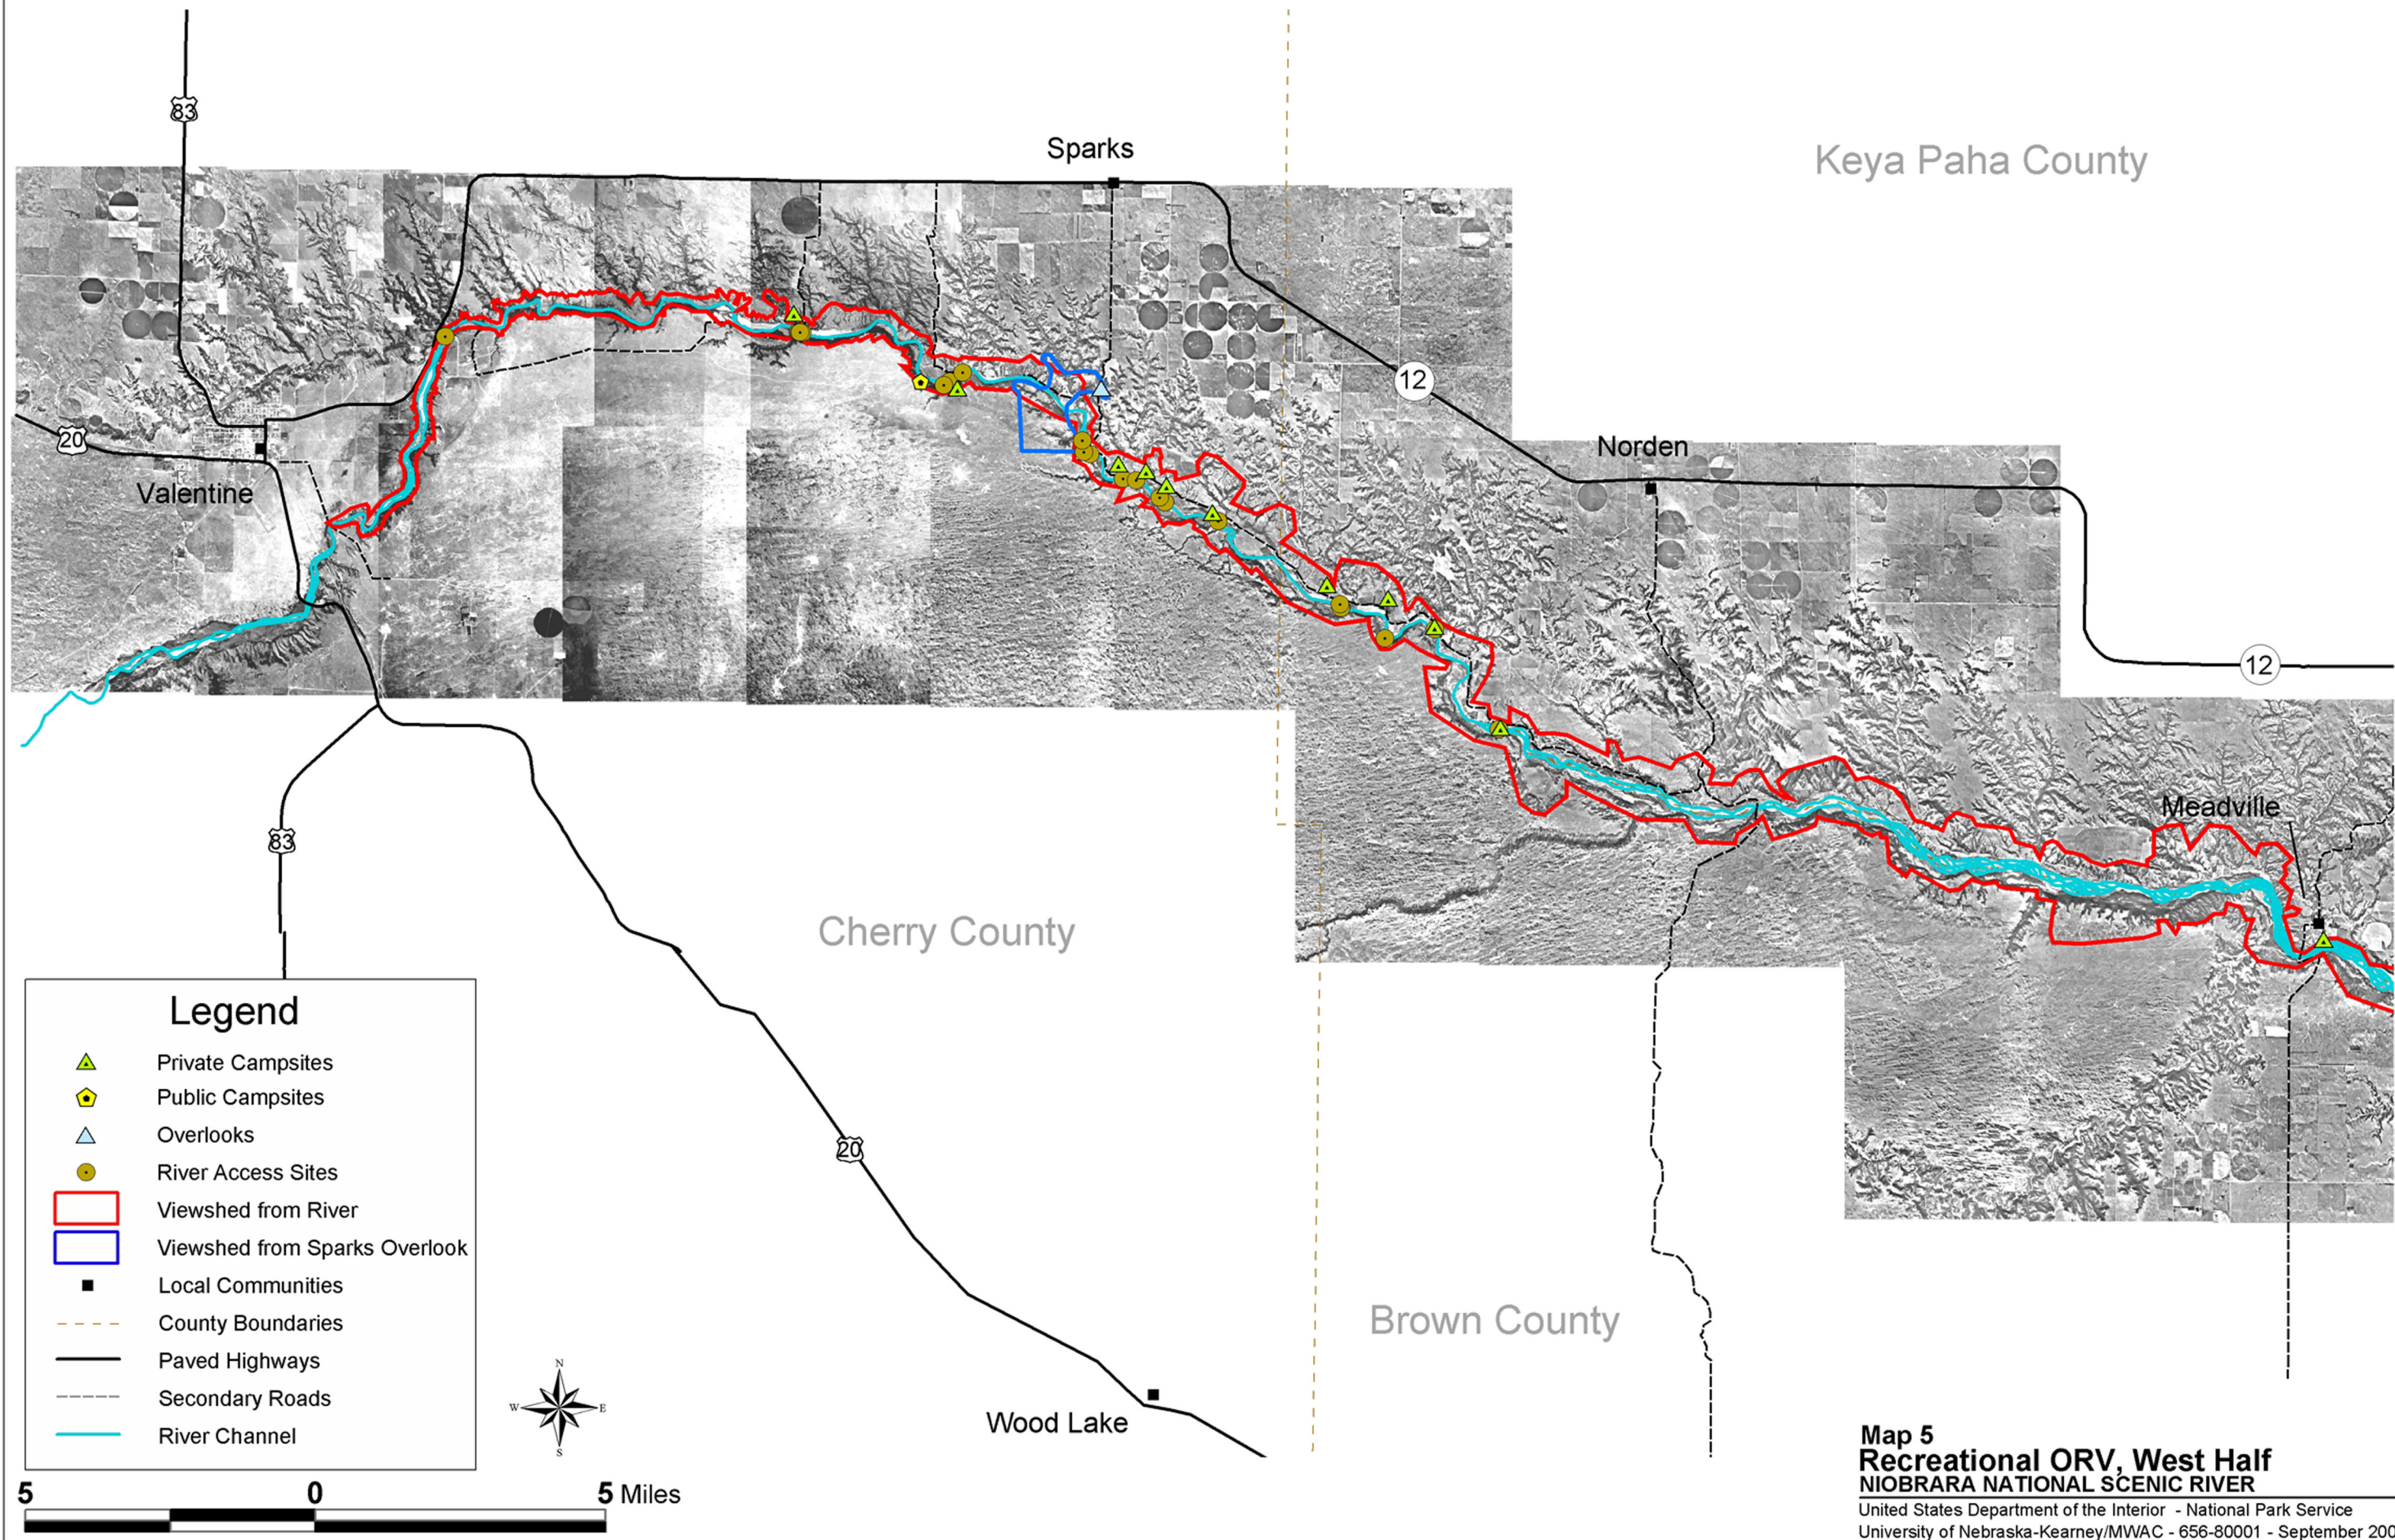 83
Sparks
Keya Paha County
12
20
Valentine
Norden
12
83
Meadville
Cherry County
Legend
Private Campsites
Public Campsites
Overlooks
River Access Sites
Viewshed from River
Viewshed from Sparks Overlook
Local Communities
County Boundaries
Paved Highways
Secondary Roads
River Channel
20
Brown County
N
W E
S
Wood Lake
5 0 5 Miles
Map 5
Recreational ORV, West Half
NIOBRARA NATIONAL SCENIC RIVER
United States Department of the Interior - National Park Service
University of Nebraska-Kearney/MWAC - 656-80001 - September 200